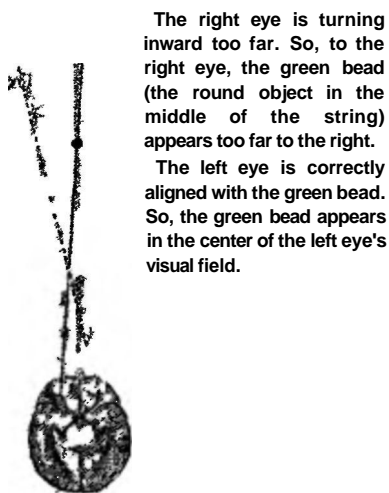 The right eye is turning
inward too far. So, to the
right eye, the green bead
(the round object in the
middle of the string)
appears too far to the right.
The left eye is correctly
aligned with the green bead.
So, the green bead appears
in the center of the left eye's
visual field.